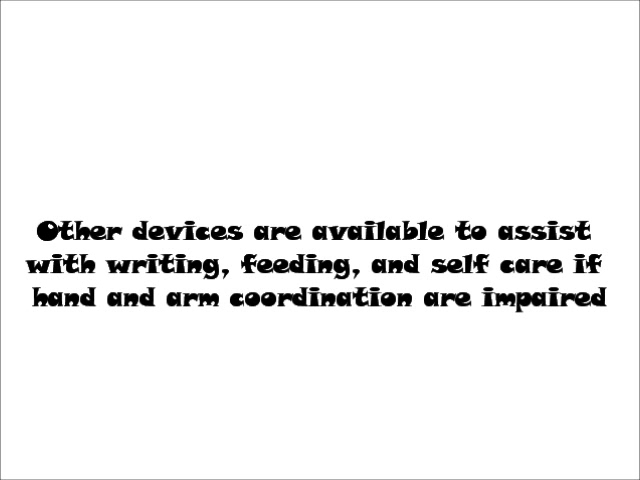 Other devices are available to assist
with writing, feeding, and self care if
hand and arm coordination are impaired